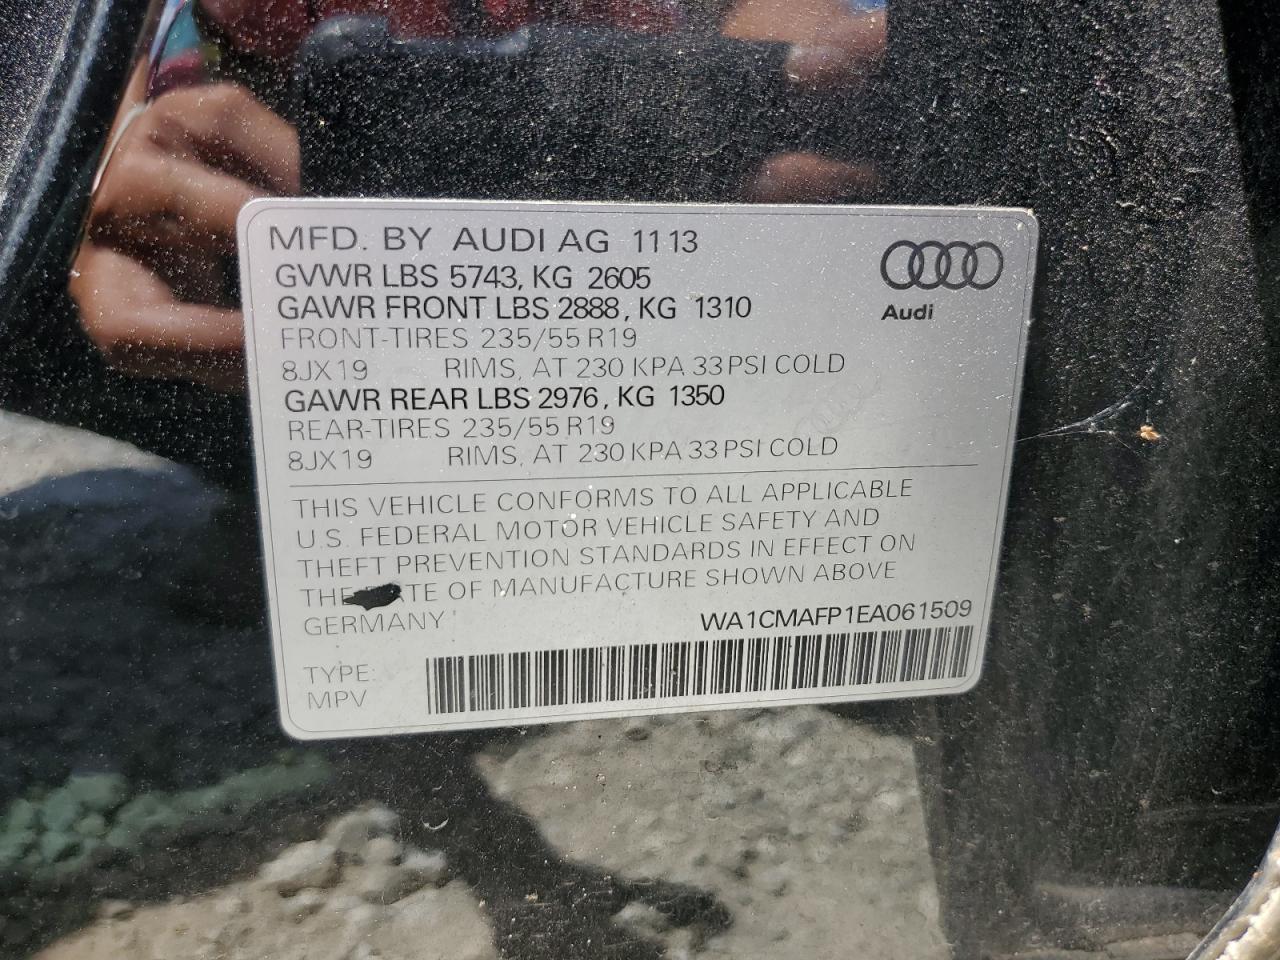 MFD. BY AUDI AG 11 13
GVWR LBS 5743, KG 2605
GAWR FRONT LBS 2888, KG 1310
FRONT-TIRES 235/55 R19
8JX19 RIMS, AT 230 KPA 33 PSI COLD
GAWR REAR LBS 2976, KG 1350
REAR-TIRES 235/55 R19
8JX19 RIMS, AT 230 KPA 33 PSI COLD
Audi
THIS VEHICLE CONFORMS TO ALL APPLICABLE
U.S. FEDERAL MOTOR VEHICLE SAFETY AND
THEFT PREVENTION STANDARDS IN EFFECT ON
OF MANUFACTURE SHOWN ABOVE
GERMANY
WA1CMAFP1EA061509
TYPE:
MPV